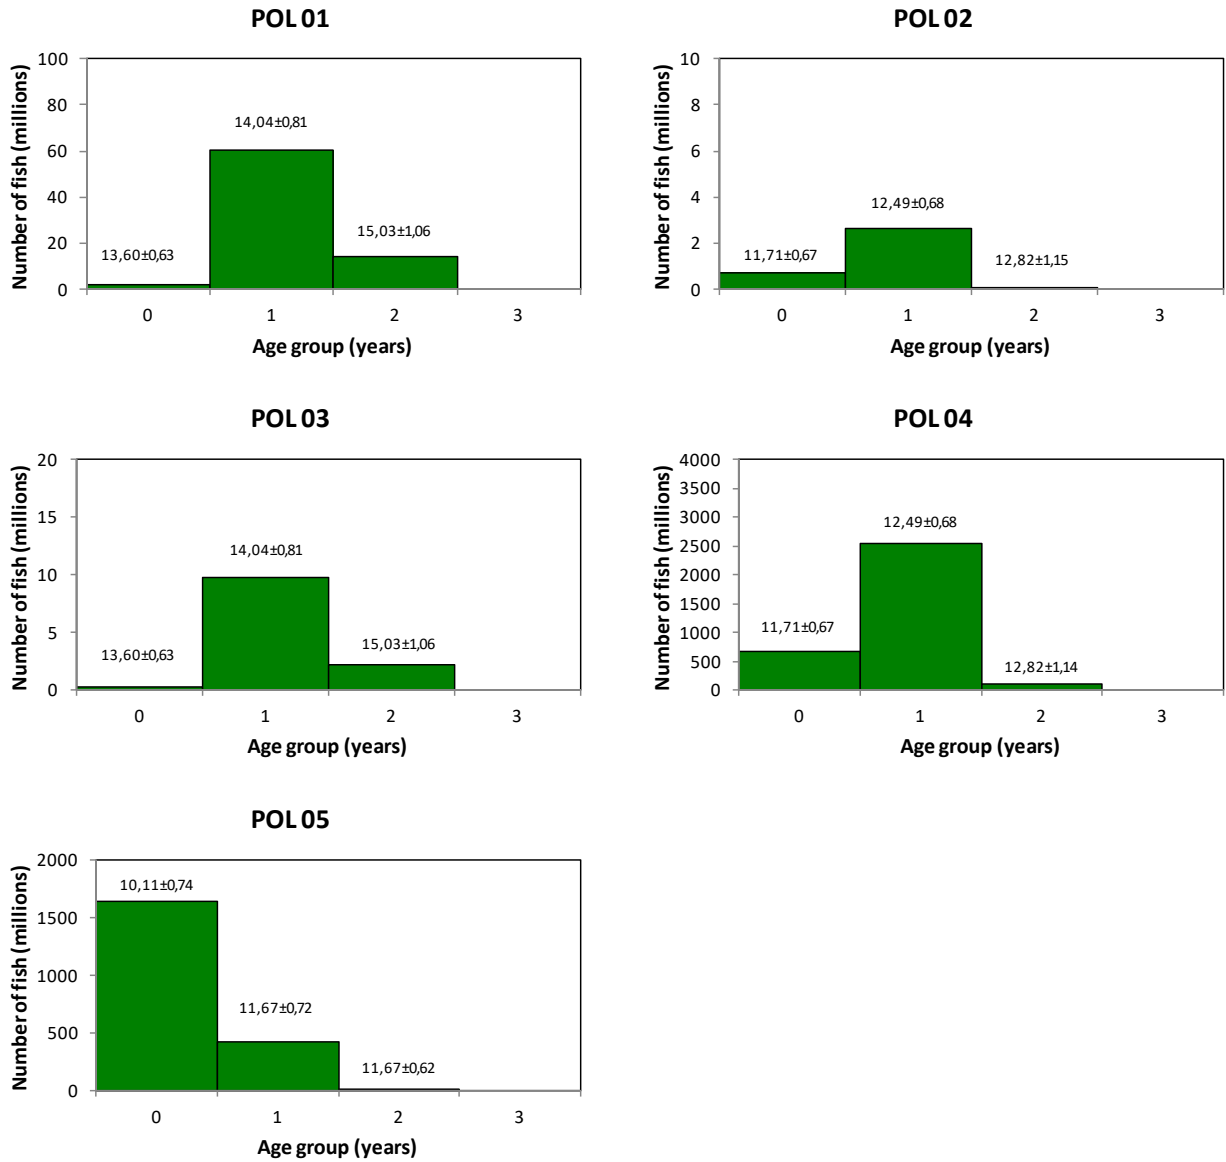 POL 01
Number of fish (millions)
100
80
60
40
20
0
13,60±0,63
14,04±0,81
15,03±1,06
0 1 2 3
Age group (years)
POL 02
Number of fish (millions)
10
8
6
4
2
0
11,71±0,67
12,49±0,68
12,82±1,15
0 1 2 3
Age group (years)
POL 03
Number of fish (millions)
20
15
10
5
0
13,60±0,63
14,04±0,81
15,03±1,06
0 1 2 3
Age group (years)
POL 04
Number of fish (millions)
4000
3500
3000
2500
2000
1500
1000
500
0
11,71±0,67
12,49±0,68
12,82±1,14
0 1 2 3
Age group (years)
POL 05
Number of fish (millions)
2000
1500
1000
500
0
10,11±0,74
11,67±0,72
11,67±0,62
0 1 2 3
Age group (years)